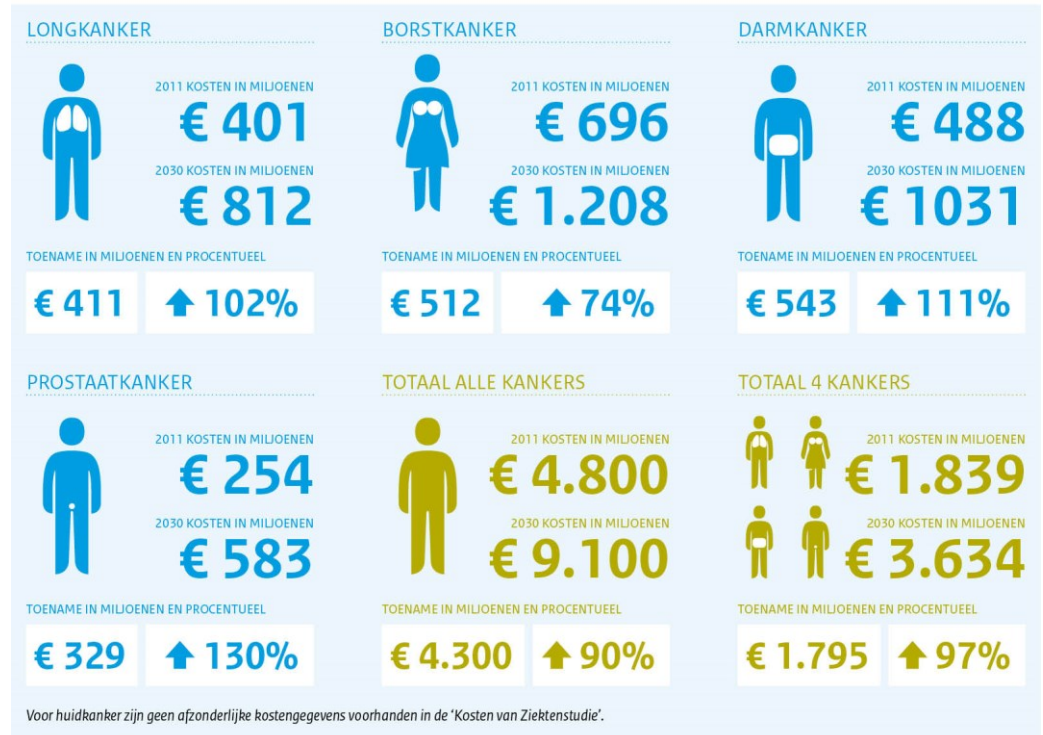 LONGKANKER
2011 KOSTEN IN MILJOENEN
€ 401
2030 KOSTEN IN MILJOENEN
€ 812
TOENAME IN MILJOENEN EN PROCENTUEEL
€ 411 102%
BORSTKANKER
2011 KOSTEN IN MILJOENEN
€ 696
2030 KOSTEN IN MILJOENEN
€ 1.208
TOENAME IN MILJOENEN EN PROCENTUEEL
€ 512 74%
DARMKANKER
2011 KOSTEN IN MILJOENEN
€ 488
2030 KOSTEN IN MILJOENEN
€ 1031
TOENAME IN MILJOENEN EN PROCENTUEEL
€ 543 111%
PROSTAATKANKER
2011 KOSTEN IN MILJOENEN
€ 254
2030 KOSTEN IN MILJOENEN
€ 583
TOENAME IN MILJOENEN EN PROCENTUEEL
€ 329 130%
TOTAAL ALLE KANKERS
2011 KOSTEN IN MILJOENEN
€ 4.800
2030 KOSTEN IN MILJOENEN
€ 9.100
TOENAME IN MILJOENEN EN PROCENTUEEL
€ 4.300 90%
TOTAAL 4 KANKERS
2011 KOSTEN IN MILJOENEN
€ 1.839
2030 KOSTEN IN MILJOENEN
€ 3.634
TOENAME IN MILJOENEN EN PROCENTUEEL
€ 1.795 97%
Voor huidkanker zijn geen afzonderlijke kostengegevens voorhanden in de ‘Kosten van Ziektenstudie’.